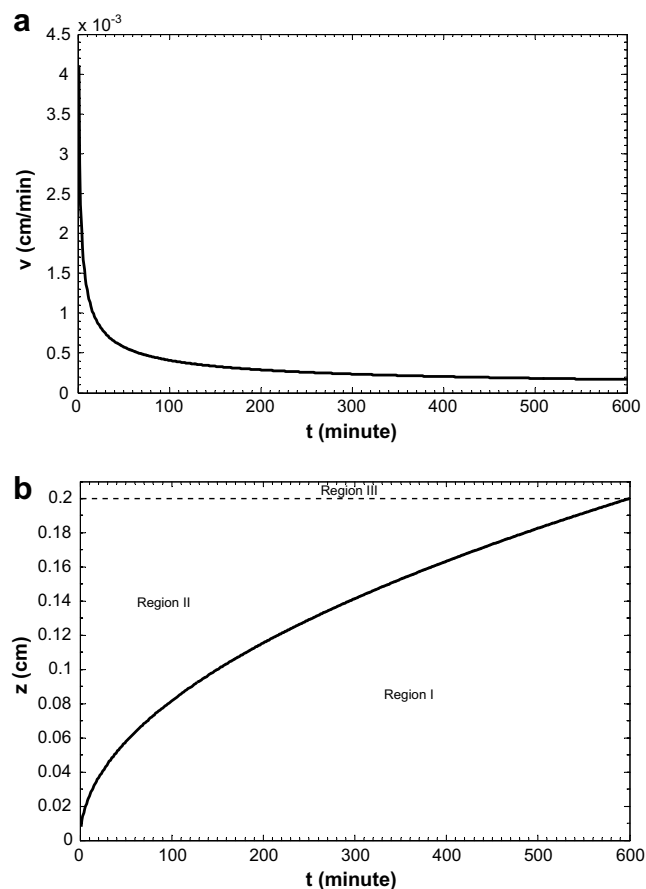 a
x 10⁻³
4.5
4
3.5
3
2.5
2
1.5
1
0.5
0
v (cm/min)
0 100 200 300 400 500 600
t (minute)
b
0.2
0.18
0.16
0.14
0.12
0.1
0.08
0.06
0.04
0.02
0
z (cm)
Region III
Region II
Region I
0 100 200 300 400 500 600
t (minute)